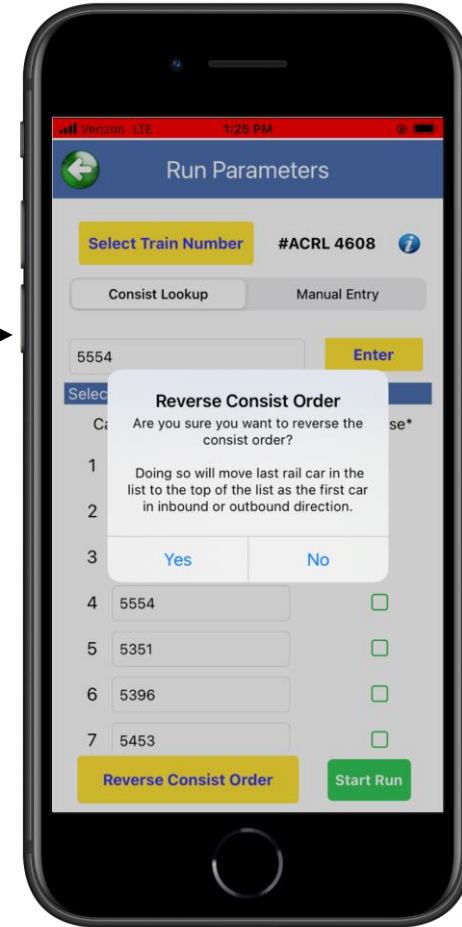 Verizon LTE 1:25 PM
Run Parameters
Select Train Number #ACRL 4608 i
Consist Lookup Manual Entry
5554 Enter
Selec
Ca se*
Reverse Consist Order
Are you sure you want to reverse the
consist order?
Doing so will move last rail car in the
list to the top of the list as the first car
in inbound or outbound direction.
Yes No
1
2
3
4 5554
5 5351
6 5396
7 5453
Reverse Consist Order Start Run